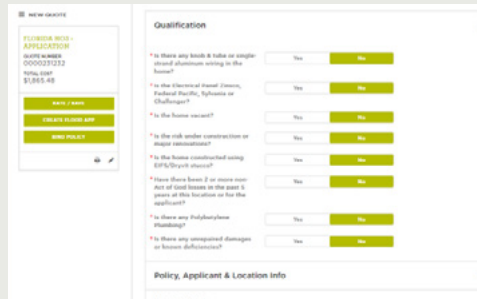 NEW QUOTE
FLORIDA HO3 -
APPLICATION
QUOTE NUMBER
0000231232
TOTAL COST
$1,865.48
RATE / SAVE
CREATE FLOOD APP
BIND POLICY
Qualification
* Is there any knob & tube or single-
strand aluminum wiring in the
home?
Yes No
* Is the Electrical Panel Zinsco,
Federal Pacific, Sylvania or
Challenger?
Yes No
* Is the home vacant?
Yes No
* Is the risk under construction or
major renovations?
Yes No
* Is the home constructed using
EIFS/Dryvit stucco?
Yes No
* Have there been 2 or more non-
Act of God losses in the past 5
years at this location or for the
applicant?
Yes No
* Is there any Polybutylene
Plumbing?
Yes No
* Is there any unrepaired damages
or known deficiencies?
Yes No
Policy, Applicant & Location Info